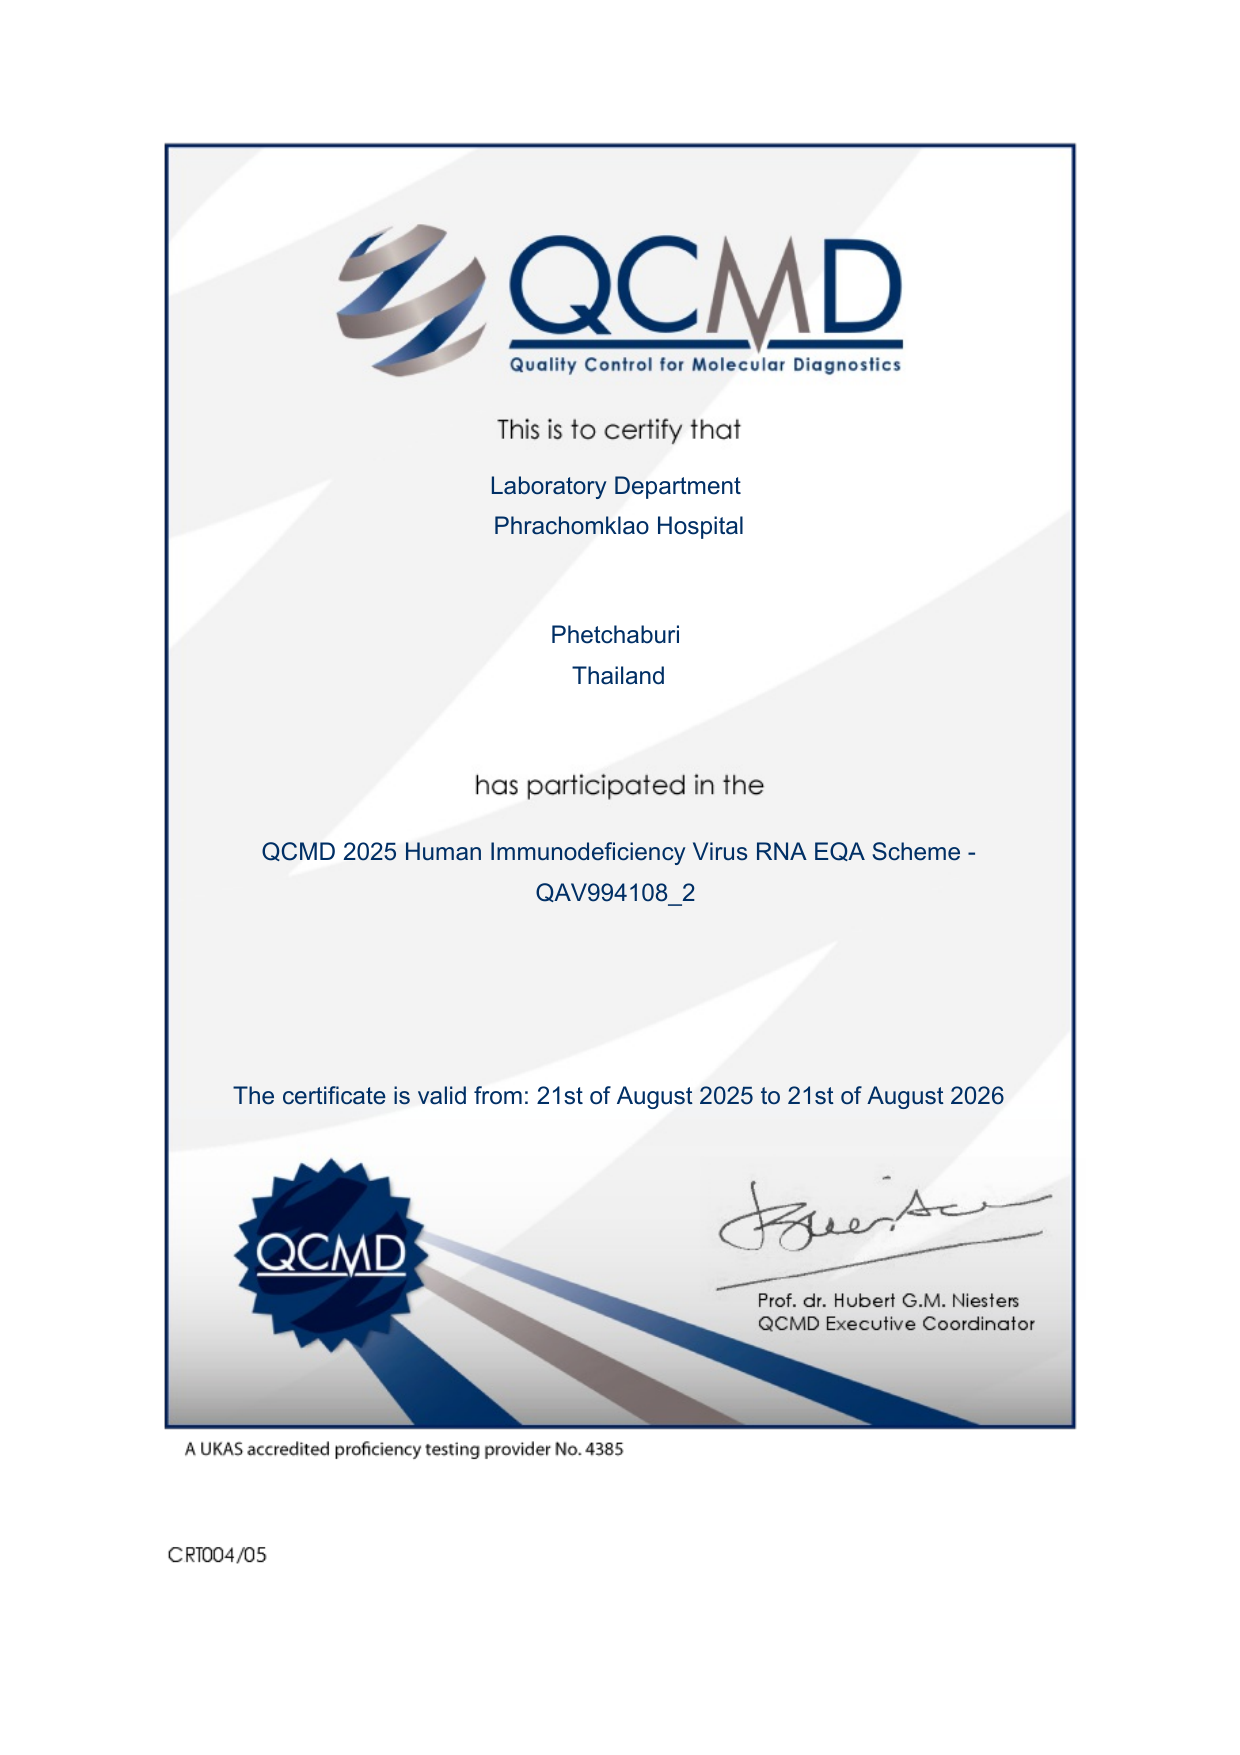 QCMD
Quality Control for Molecular Diagnostics
This is to certify that
Laboratory Department
Phrachomklao Hospital
Phetchaburi
Thailand
has participated in the
QCMD 2025 Human Immunodeficiency Virus RNA EQA Scheme -
QAV994108_2
The certificate is valid from: 21st of August 2025 to 21st of August 2026
QCMD
Prof. dr. Hubert G.M. Niesters
QCMD Executive Coordinator
A UKAS accredited proficiency testing provider No. 4385
CRT004/05